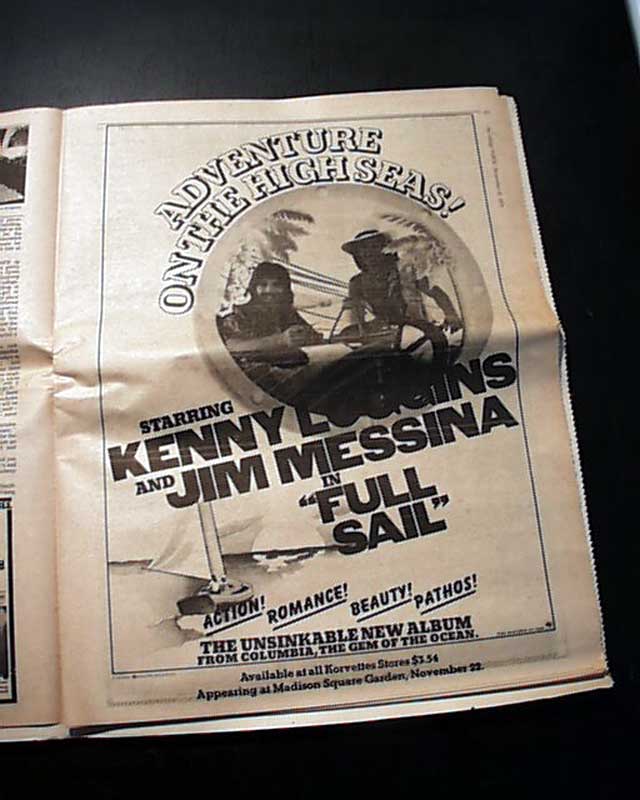 ADVENTURE
ON THE HIGH SEAS!
STARRING
KENNY LOGGINS
AND JIM MESSINA
IN
"FULL
SAIL"
ACTION! ROMANCE! BEAUTY! PATHOS!
THE UNSINKABLE NEW ALBUM
FROM COLUMBIA, THE GEM OF THE OCEAN.
Available at all Korvettes Stores $3.54
Appearing at Madison Square Garden, November 22.